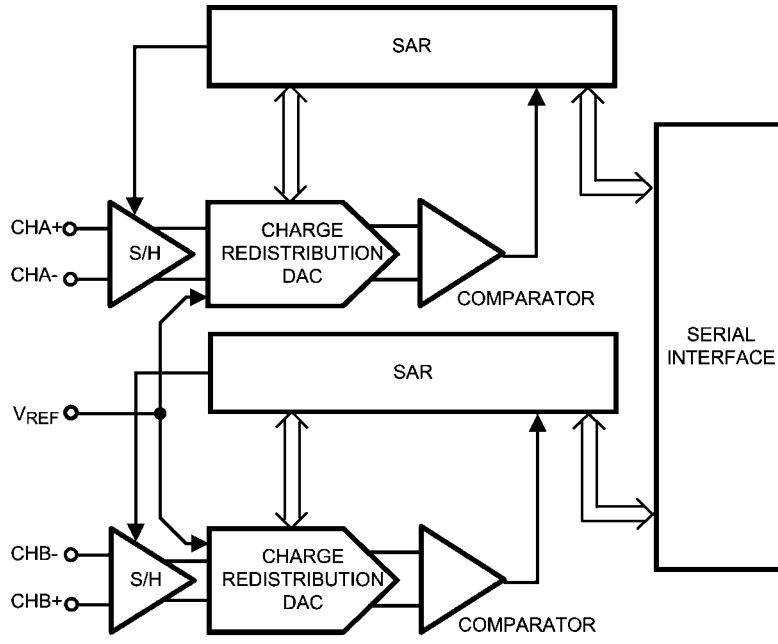 SAR
CHA+
CHA-
S/H
CHARGE
REDISTRIBUTION
DAC
COMPARATOR
SERIAL
INTERFACE
SAR
VREF
CHB-
CHB+
S/H
CHARGE
REDISTRIBUTION
DAC
COMPARATOR